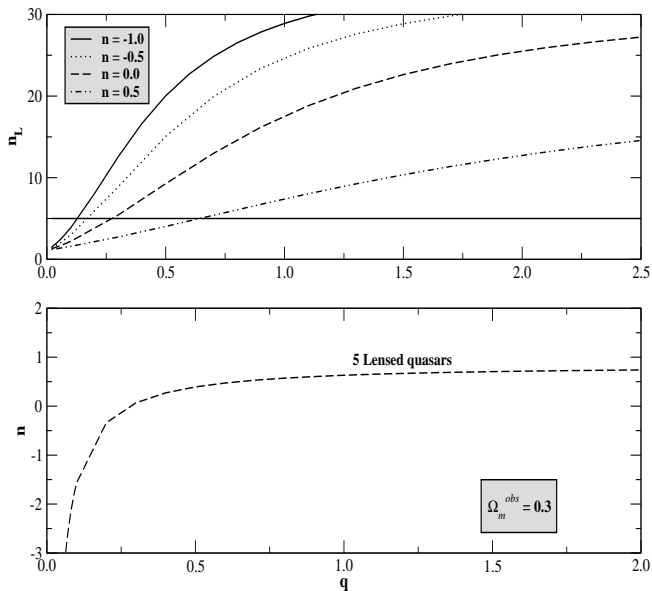 30
20
10
0
n_L
n = -1.0
n = -0.5
n = 0.0
n = 0.5
0.0 0.5 1.0 1.5 2.0 2.5
2
1
0
-1
-2
-3
n
5 Lensed quasars
Ω_m^obs = 0.3
0.0 0.5 1.0 1.5 2.0
q